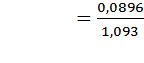 = 0,0896 / 1,093